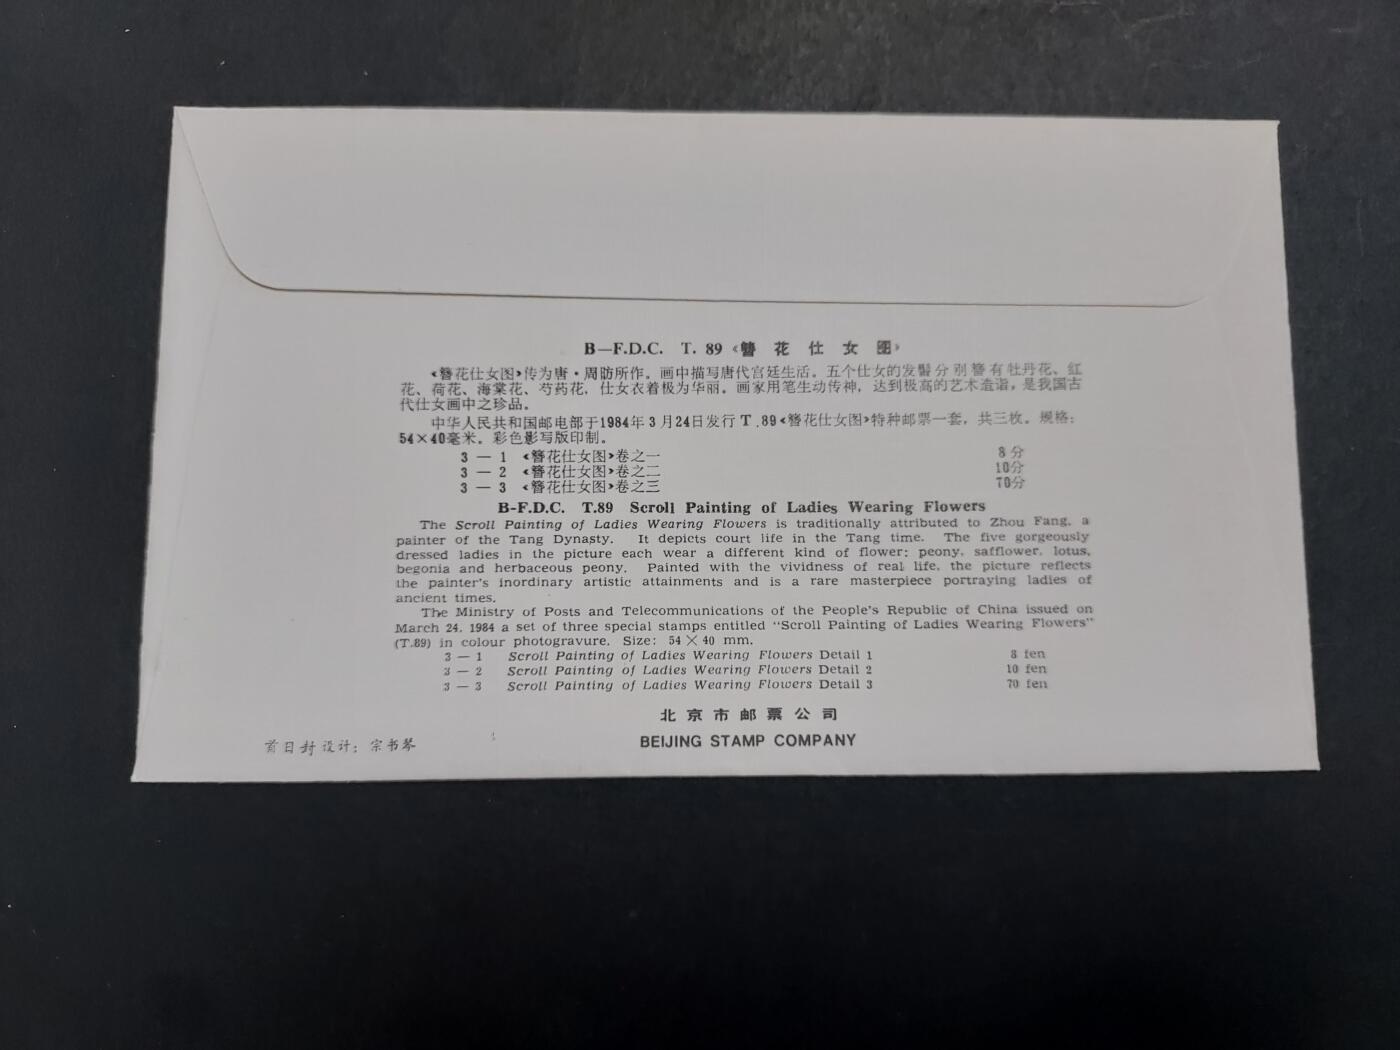 B—F.D.C. T. 89《簪花仕女图》
《簪花仕女图》传为唐·周昉所作。画中描写唐代宫廷生活。五个仕女的发髻分别簪有牡丹花、红
花、荷花、海棠花、芍药花，仕女衣着极为华丽。画家用笔生动传神，达到极高的艺术造诣，是我国古
代仕女画中之珍品。
中华人民共和国邮电部于1984年3月24日发行T.89《簪花仕女图》特种邮票一套，共三枚。规格：
54×40毫米。彩色影写版印制。
3—1 《簪花仕女图》卷之一 8分
3—2 《簪花仕女图》卷之二 10分
3—3 《簪花仕女图》卷之三 70分
B-F.D.C. T.89 Scroll Painting of Ladies Wearing Flowers
The Scroll Painting of Ladies Wearing Flowers is traditionally attributed to Zhou Fang, a
painter of the Tang Dynasty. It depicts court life in the Tang time. The five gorgeously
dressed ladies in the picture each wear a different kind of flower: peony, safflower, lotus,
begonia and herbaceous peony. Painted with the vividness of real life, the picture reflects
the painter's inordinary artistic attainments and is a rare masterpiece portraying ladies of
ancient times.
The Ministry of Posts and Telecommunications of the People's Republic of China issued on
March 24, 1984 a set of three special stamps entitled "Scroll Painting of Ladies Wearing Flowers"
(T.89) in colour photogravure. Size: 54×40 mm.
3—1 Scroll Painting of Ladies Wearing Flowers Detail 1 8 fen
3—2 Scroll Painting of Ladies Wearing Flowers Detail 2 10 fen
3—3 Scroll Painting of Ladies Wearing Flowers Detail 3 70 fen
北京市邮票公司
BEIJING STAMP COMPANY
首日封设计：宗书琴